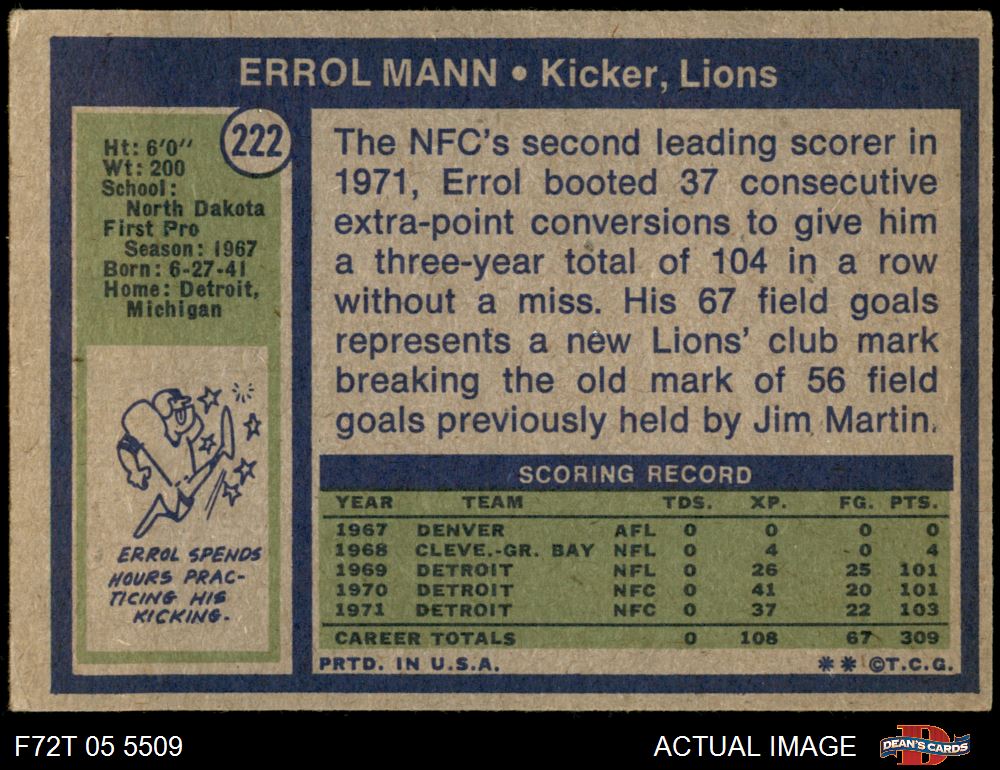 ERROL MANN • Kicker, Lions
222
Ht: 6'0''
Wt: 200
School:
North Dakota
First Pro
Season: 1967
Born: 6-27-41
Home: Detroit,
Michigan
ERROL SPENDS
HOURS PRAC-
TICING HIS
KICKING.
The NFC's second leading scorer in
1971, Errol booted 37 consecutive
extra-point conversions to give him
a three-year total of 104 in a row
without a miss. His 67 field goals
represents a new Lions' club mark
breaking the old mark of 56 field
goals previously held by Jim Martin.
SCORING RECORD
YEAR TEAM TDS. XP. FG. PTS.
1967 DENVER AFL 0 0 0 0
1968 CLEVE.-GR. BAY NFL 0 4 0 4
1969 DETROIT NFL 0 26 25 101
1970 DETROIT NFC 0 41 20 101
1971 DETROIT NFC 0 37 22 103
CAREER TOTALS 0 108 67 309
PRTD. IN U.S.A. ** ©T.C.G.
F72T 05 5509
ACTUAL IMAGE
D
DEAN'S CARDS